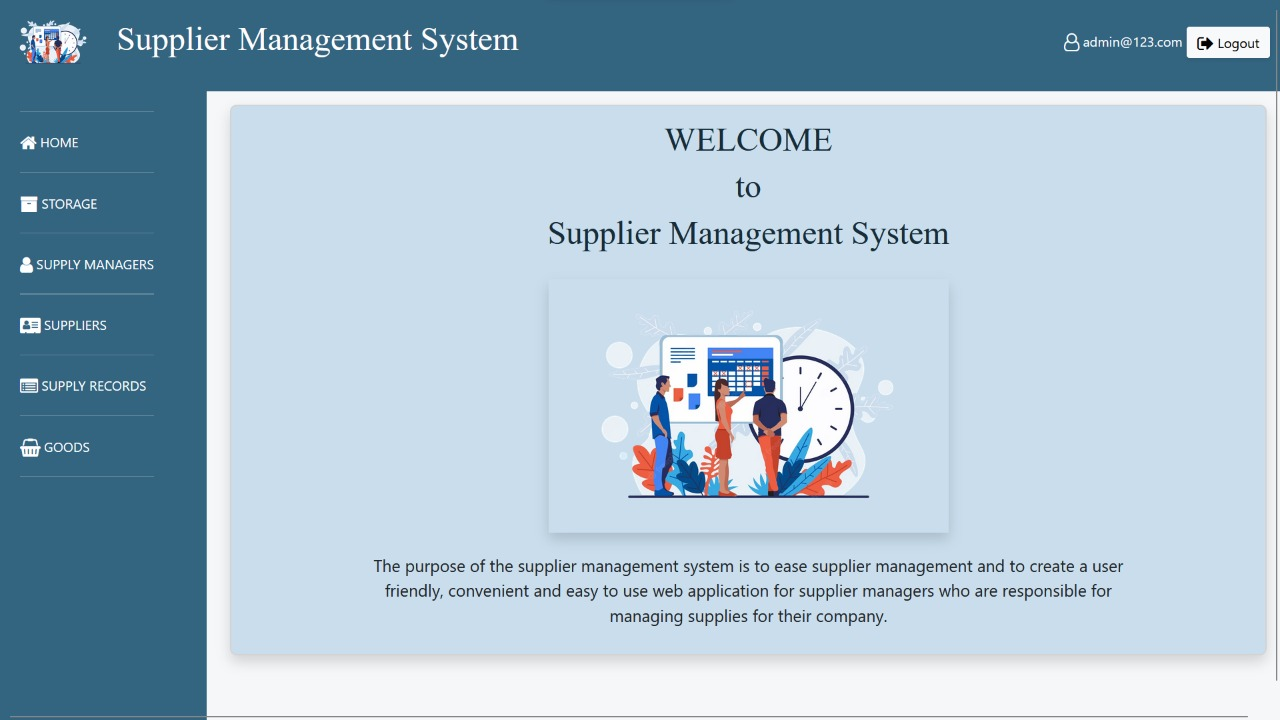 Supplier Management System
admin@123.com
Logout
HOME
STORAGE
SUPPLY MANAGERS
SUPPLIERS
SUPPLY RECORDS
GOODS
WELCOME
to
Supplier Management System
The purpose of the supplier management system is to ease supplier management and to create a user
friendly, convenient and easy to use web application for supplier managers who are responsible for
managing supplies for their company.